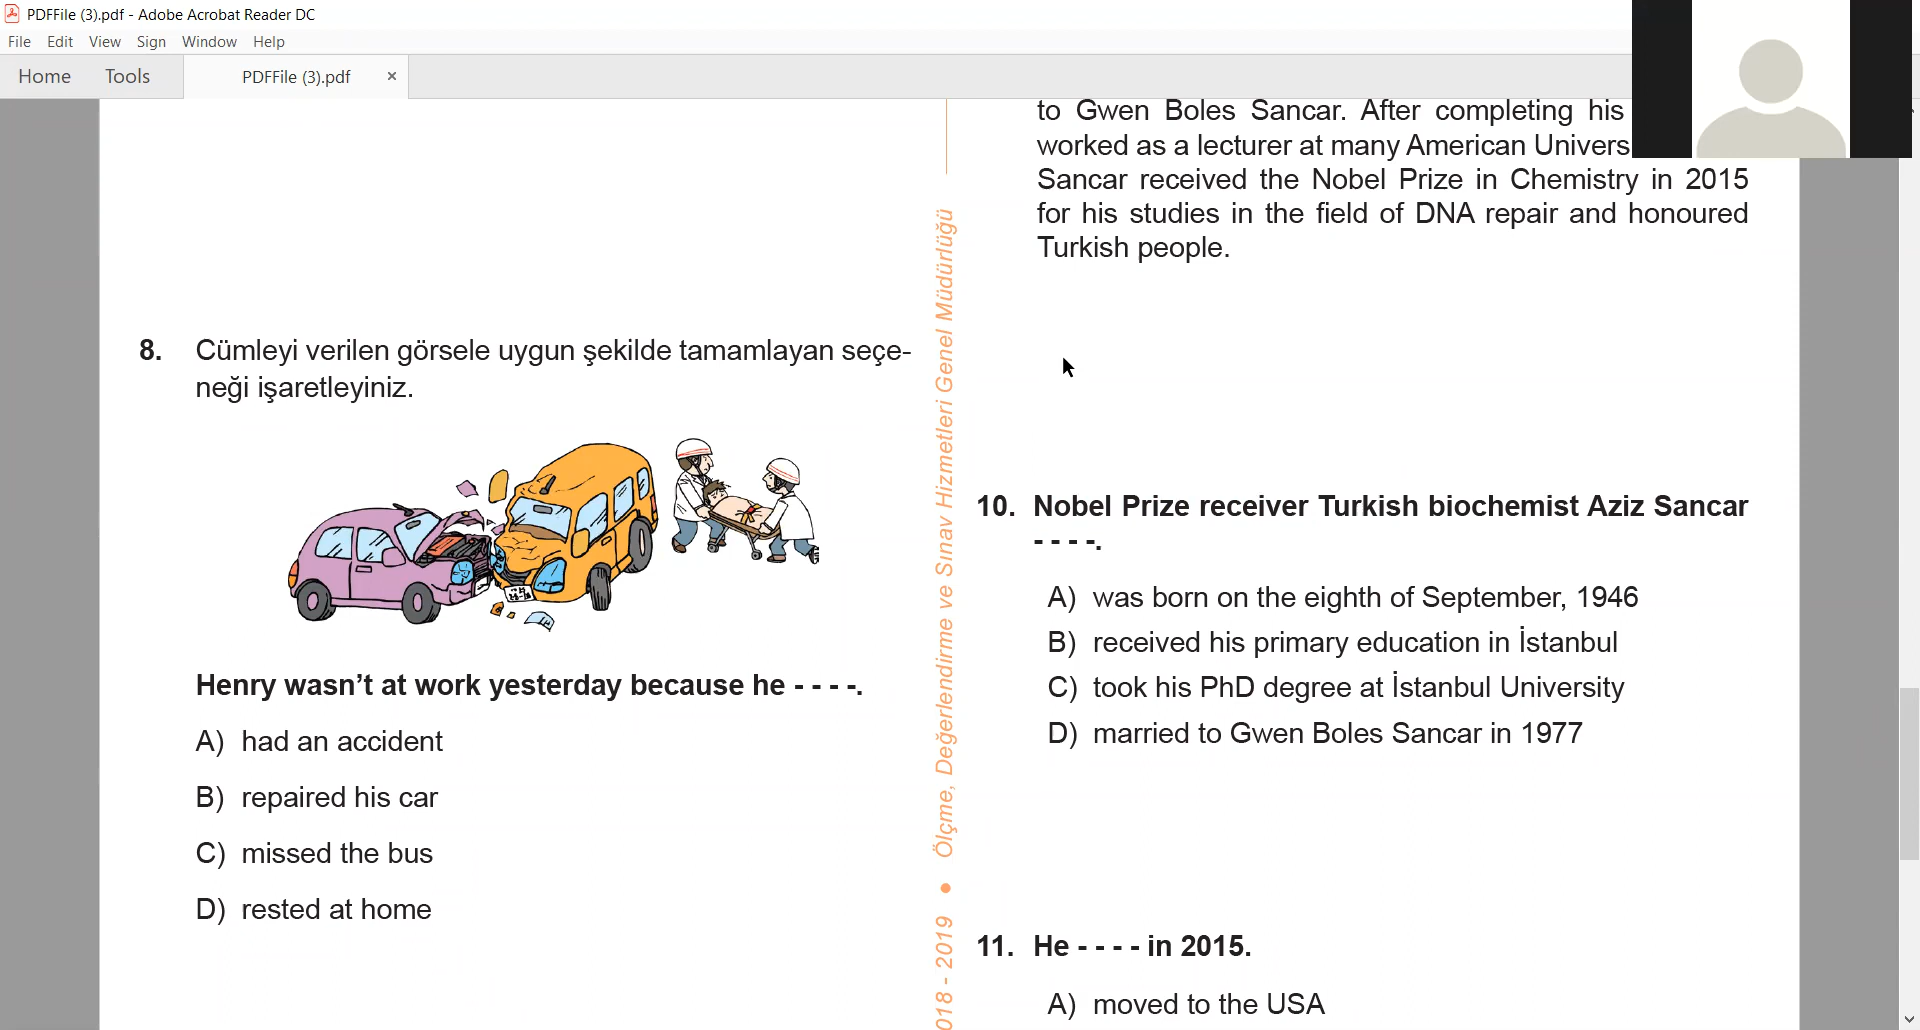 PDFFile (3).pdf - Adobe Acrobat Reader DC
File Edit View Sign Window Help
Home Tools PDFFile (3).pdf ×
8. Cümleyi verilen görsele uygun şekilde tamamlayan seçe-
neği işaretleyiniz.
Henry wasn't at work yesterday because he - - - -.
A) had an accident
B) repaired his car
C) missed the bus
D) rested at home
018 - 2019 • Ölçme, Değerlendirme ve Sınav Hizmetleri Genel Müdürlüğü
to Gwen Boles Sancar. After completing his
worked as a lecturer at many American Univers
Sancar received the Nobel Prize in Chemistry in 2015
for his studies in the field of DNA repair and honoured
Turkish people.
10. Nobel Prize receiver Turkish biochemist Aziz Sancar
- - - -.
A) was born on the eighth of September, 1946
B) received his primary education in İstanbul
C) took his PhD degree at İstanbul University
D) married to Gwen Boles Sancar in 1977
11. He - - - - in 2015.
A) moved to the USA